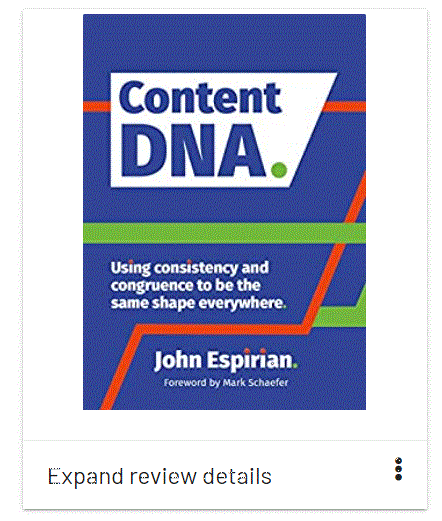 Content
DNA.
Using consistency and
congruence to be the
same shape everywhere.
John Espirian.
Foreword by Mark Schaefer
Expand review details